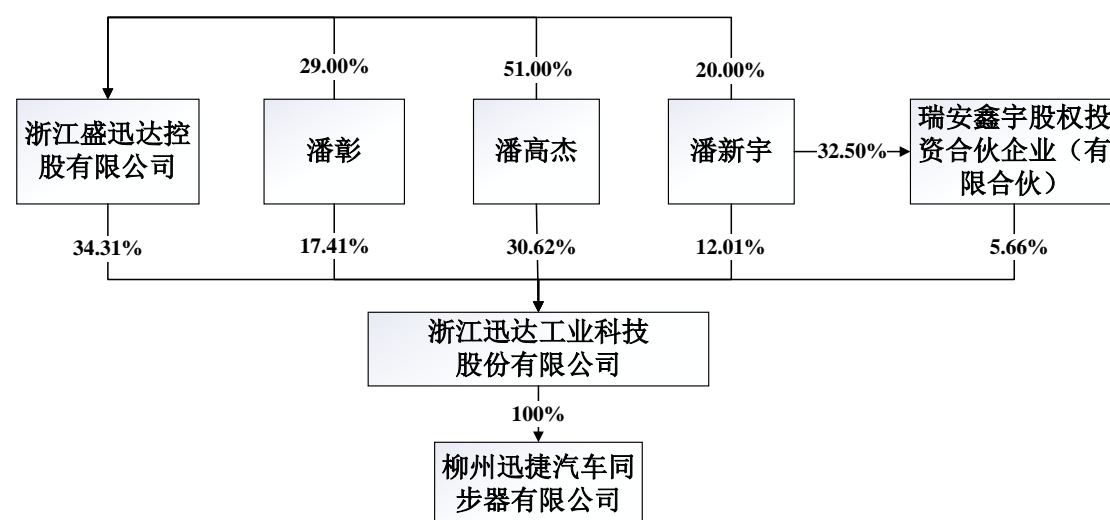 29.00%
51.00%
20.00%
浙江盛迅达控
股有限公司
潘彰
潘高杰
潘新宇
32.50%
瑞安鑫宇股权投
资合伙企业（有
限合伙）
34.31%
17.41%
30.62%
12.01%
5.66%
浙江迅达工业科技
股份有限公司
100%
柳州迅捷汽车同
步器有限公司